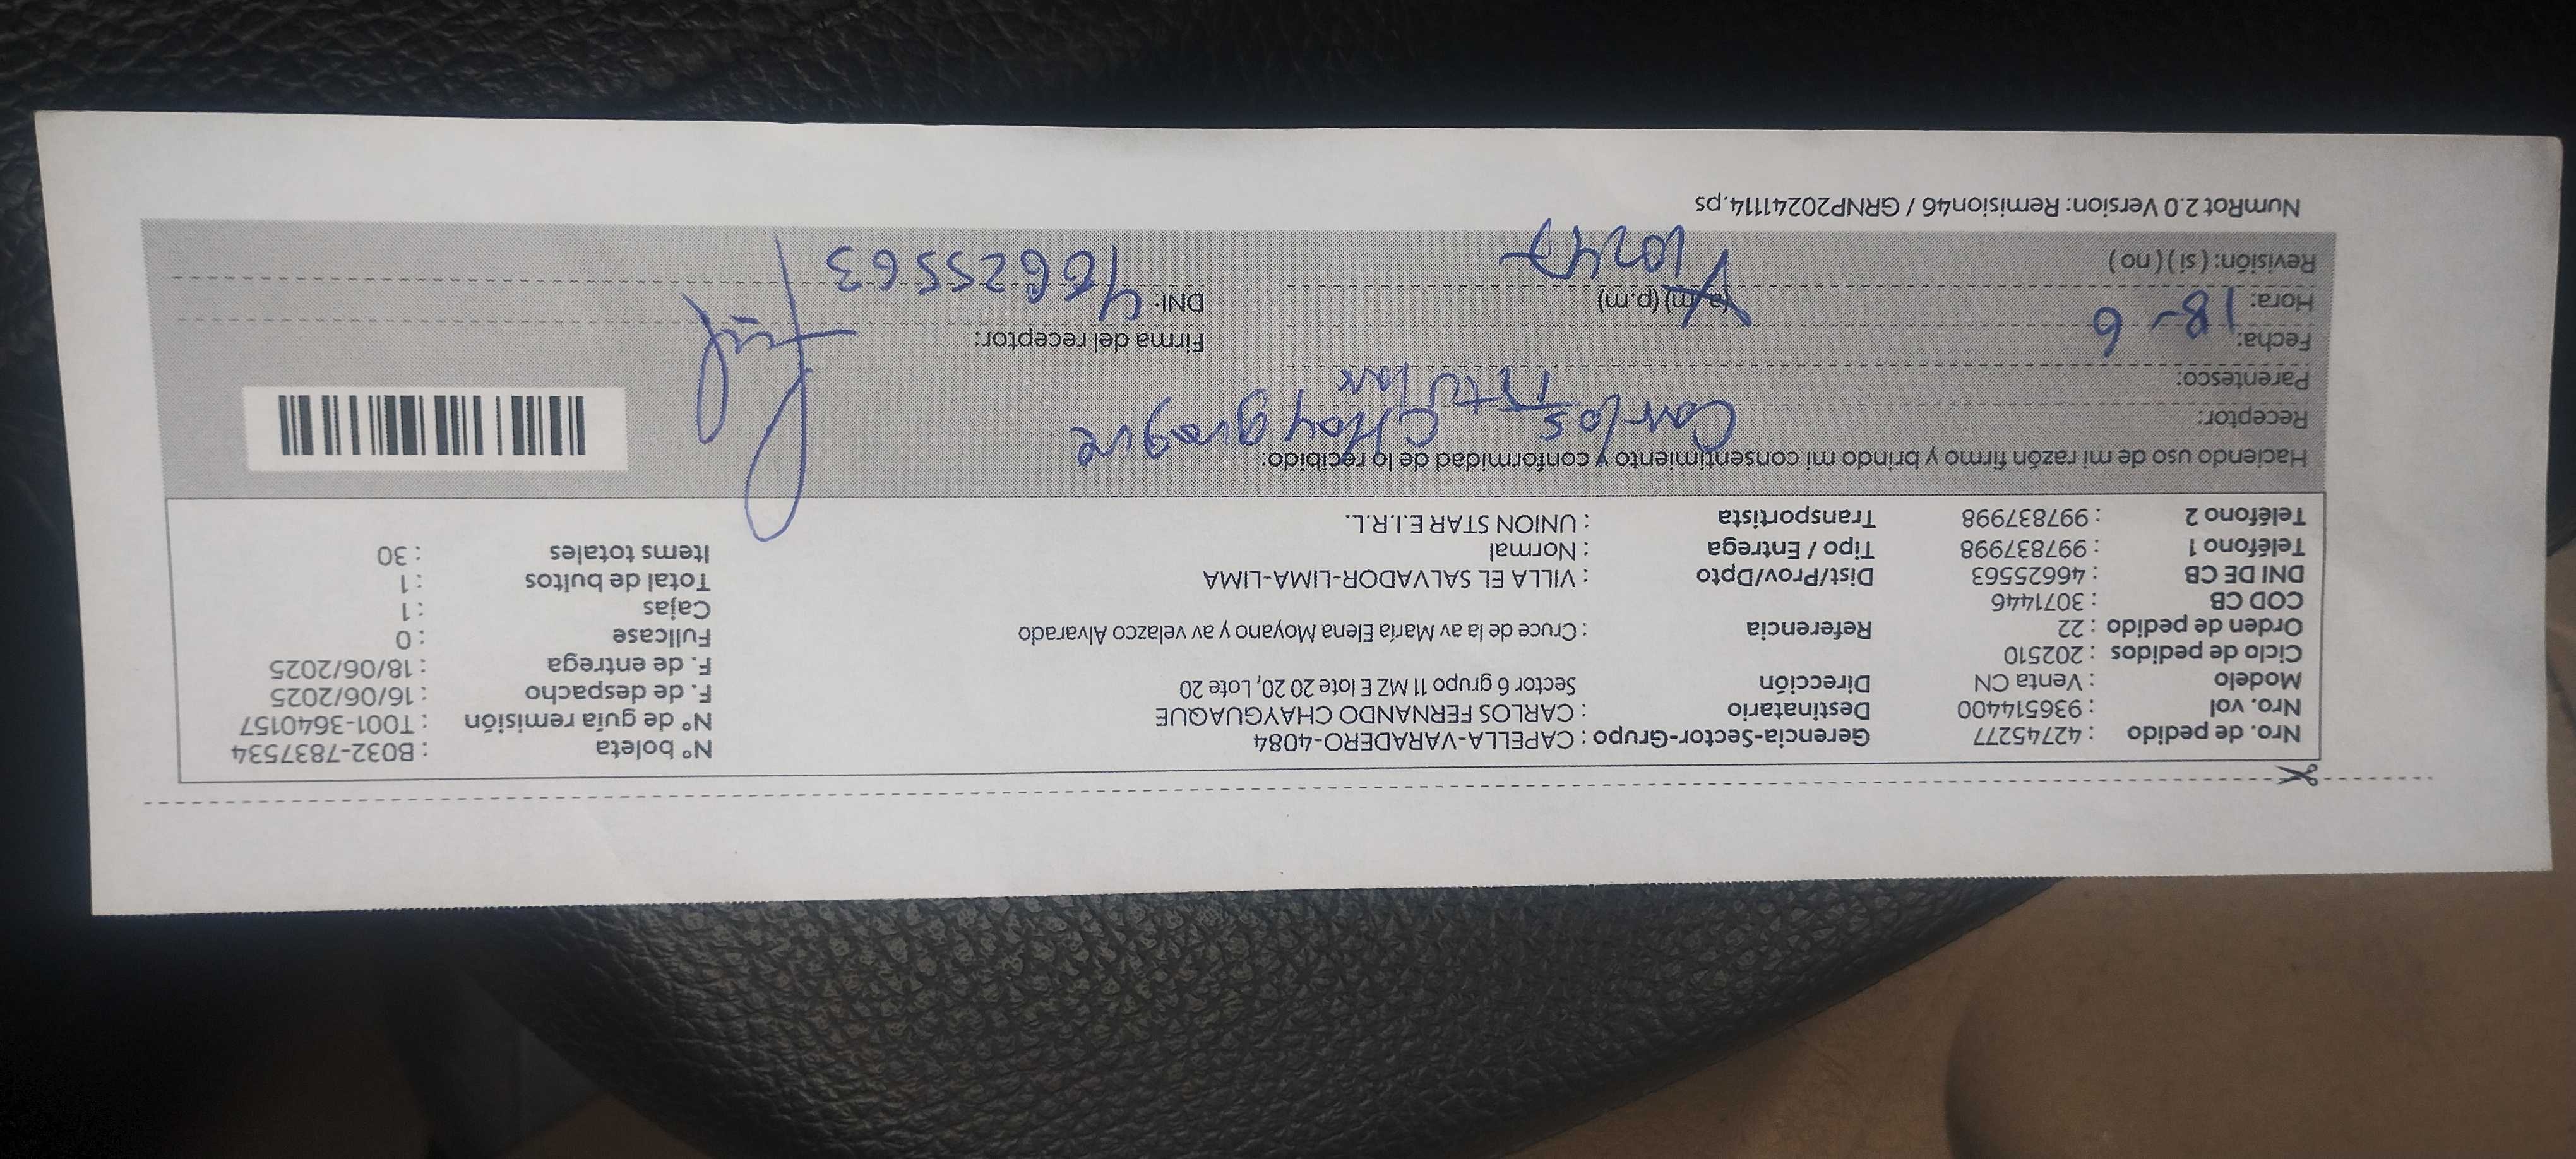 Nro. de pedido : 42745277 Gerencia-Sector-Grupo : CAPELLA-VARADERO-4084 N° boleta : B032-7837534
Nro. vol : 936514400 Destinatario : CARLOS FERNANDO CHAYGUAQUE N° de guía remisión : T001-3640157
Modelo : Venta CN Dirección Sector 6 grupo 11 MZ E lote 20 20, Lote 20 F. de despacho : 16/06/2025
Ciclo de pedidos : 202510 F. de entrega : 18/06/2025
Orden de pedido : 22 Referencia : Cruce de la av María Elena Moyano y av velazco Alvarado Fullcase : 0
COD CB : 3071446 Cajas : 1
DNI DE CB : 46625563 Dist/Prov/Dpto : VILLA EL SALVADOR-LIMA-LIMA Total de bultos : 1
Teléfono 1 : 997837998 Tipo / Entrega : Normal Items totales : 30
Teléfono 2 : 997837998 Transportista : UNION STAR E.I.R.L.
Haciendo uso de mi razón firmo y brindo mi consentimiento y conformidad de lo recibido:
Receptor: Carlos CHayguaque
Parentesco: Titular
Fecha: 18-6 Firma del receptor:
Hora: (a.m) (p.m) DNI: 46625563
Revisión: ( si ) ( no )
NumRot 2.0 Version: Remision46 / GRNP20241114.ps